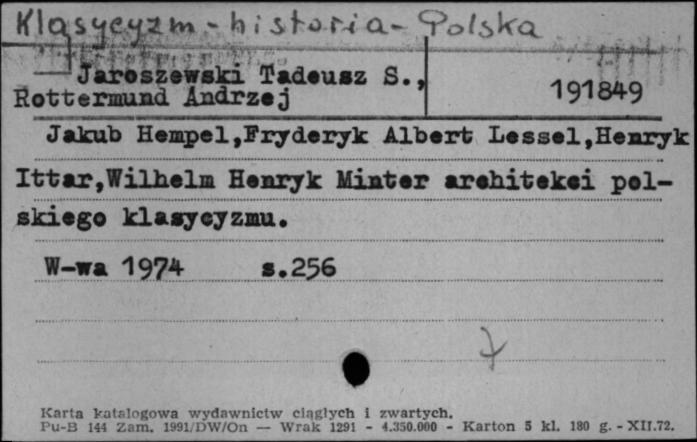 Klasycyzm - historia - Polska
Jaroszewski Tadeusz S.,
Rottermund Andrzej
191849
Jakub Hempel,Fryderyk Albert Lessel,Henryk
Ittar,Wilhelm Henryk Minter architekci pol-
skiego klasycyzmu.
W-wa 1974 s.256
Karta katalogowa wydawnictw ciągłych i zwartych.
Pu-B 144 Zam. 1991/DW/On — Wrak 1291 - 4.350.000 - Karton 5 kl. 180 g. - XII.72.